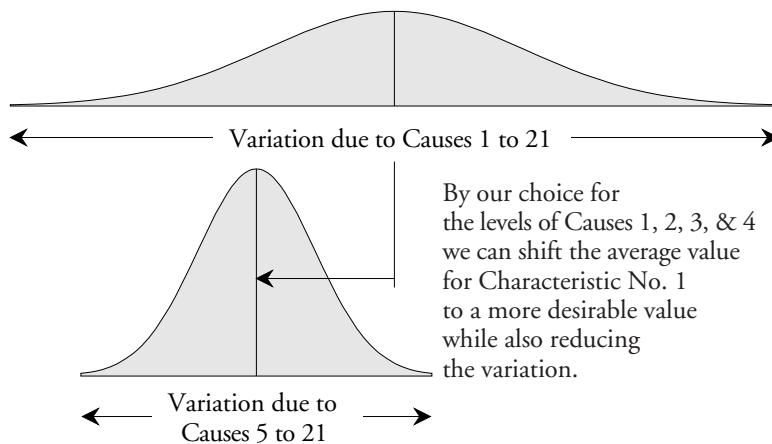 Variation due to Causes 1 to 21
By our choice for
the levels of Causes 1, 2, 3, & 4
we can shift the average value
for Characteristic No. 1
to a more desirable value
while also reducing
the variation.
Variation due to
Causes 5 to 21